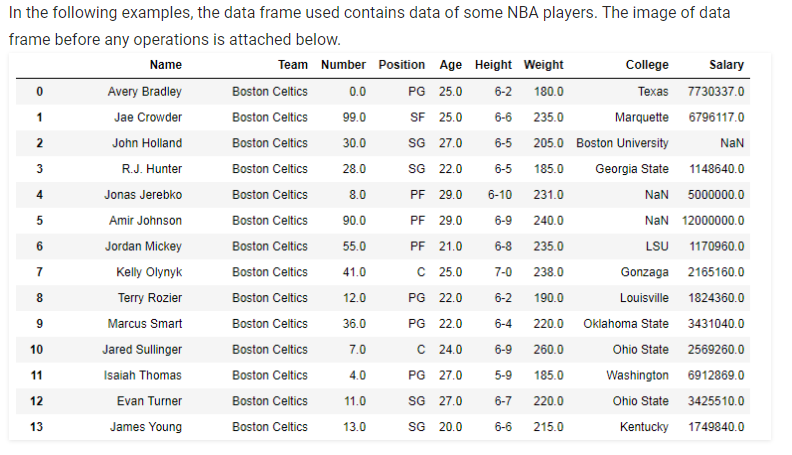 In the following examples, the data frame used contains data of some NBA players. The image of data
frame before any operations is attached below.
Name Team Number Position Age Height Weight College Salary
0 Avery Bradley Boston Celtics 0.0 PG 25.0 6-2 180.0 Texas 7730337.0
1 Jae Crowder Boston Celtics 99.0 SF 25.0 6-6 235.0 Marquette 6796117.0
2 John Holland Boston Celtics 30.0 SG 27.0 6-5 205.0 Boston University NaN
3 R.J. Hunter Boston Celtics 28.0 SG 22.0 6-5 185.0 Georgia State 1148640.0
4 Jonas Jerebko Boston Celtics 8.0 PF 29.0 6-10 231.0 NaN 5000000.0
5 Amir Johnson Boston Celtics 90.0 PF 29.0 6-9 240.0 NaN 12000000.0
6 Jordan Mickey Boston Celtics 55.0 PF 21.0 6-8 235.0 LSU 1170960.0
7 Kelly Olynyk Boston Celtics 41.0 C 25.0 7-0 238.0 Gonzaga 2165160.0
8 Terry Rozier Boston Celtics 12.0 PG 22.0 6-2 190.0 Louisville 1824360.0
9 Marcus Smart Boston Celtics 36.0 PG 22.0 6-4 220.0 Oklahoma State 3431040.0
10 Jared Sullinger Boston Celtics 7.0 C 24.0 6-9 260.0 Ohio State 2569260.0
11 Isaiah Thomas Boston Celtics 4.0 PG 27.0 5-9 185.0 Washington 6912869.0
12 Evan Turner Boston Celtics 11.0 SG 27.0 6-7 220.0 Ohio State 3425510.0
13 James Young Boston Celtics 13.0 SG 20.0 6-6 215.0 Kentucky 1749840.0